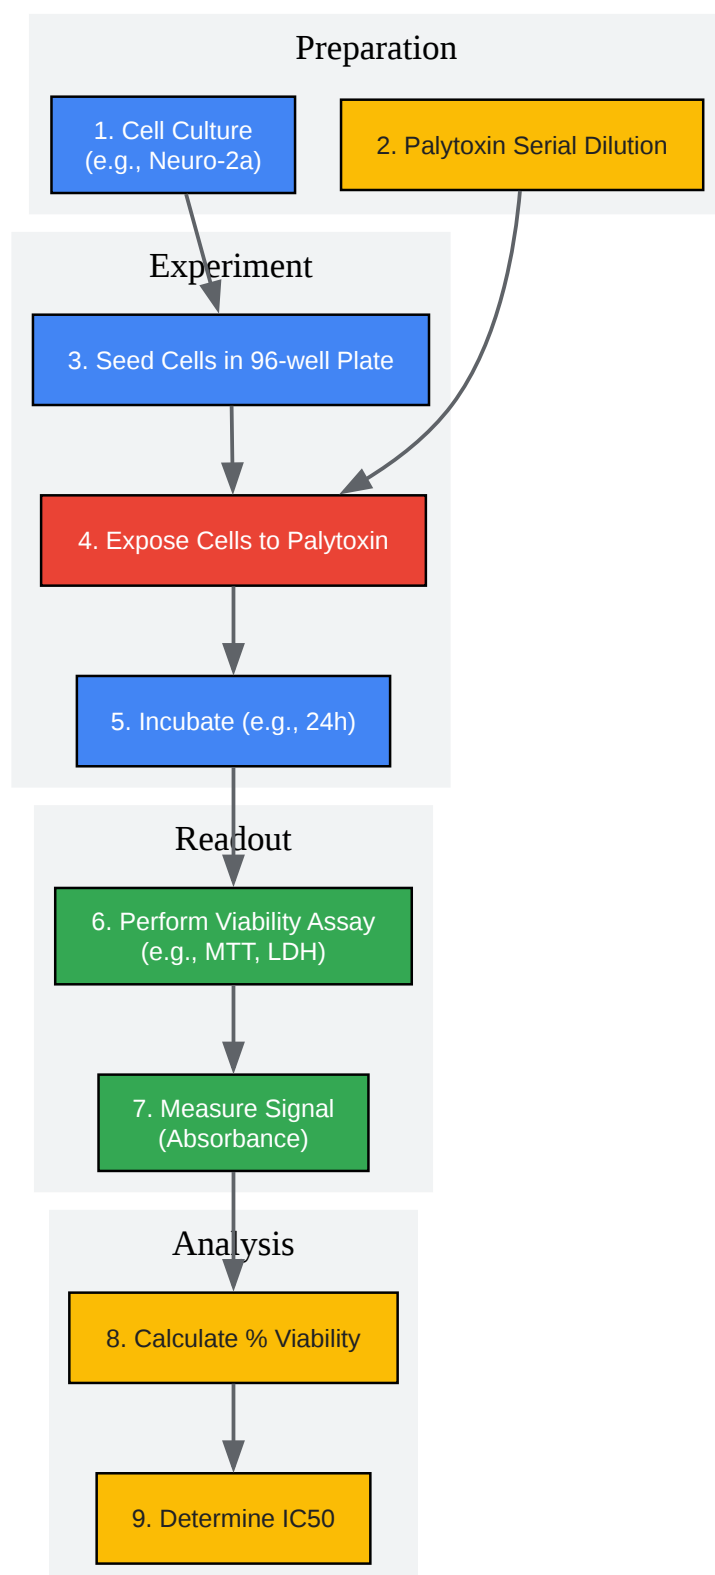 Preparation
1. Cell Culture
(e.g., Neuro-2a)
2. Palytoxin Serial Dilution
Experiment
3. Seed Cells in 96-well Plate
4. Expose Cells to Palytoxin
5. Incubate (e.g., 24h)
Readout
6. Perform Viability Assay
(e.g., MTT, LDH)
7. Measure Signal
(Absorbance)
Analysis
8. Calculate % Viability
9. Determine IC50